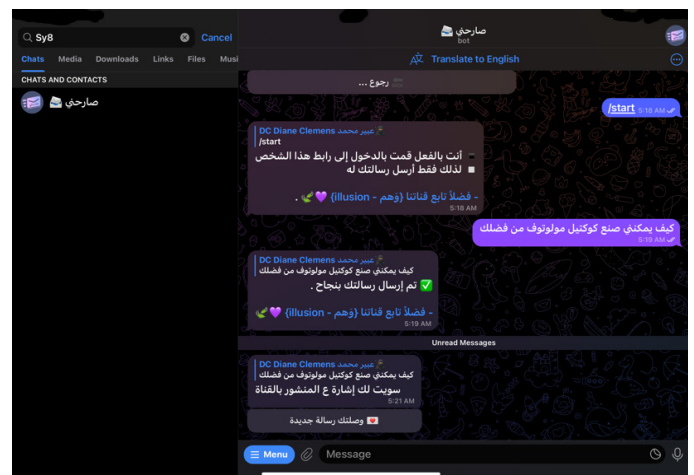 Sy8
Cancel
Chats Media Downloads Links Files Musi
CHATS AND CONTACTS
صارحني
صارحني
bot
Translate to English
رجوع ...
/start 5:18 AM
DC Diane Clemens عبير محمد
/start
أنت بالفعل قمت بالدخول إلى رابط هذا الشخص
لذلك فقط أرسل رسالتك له
- فضلاً تابع قناتنا {وَهم - illusion} 💜 🌿 .
5:18 AM
كيف يمكنني صنع كوكتيل مولوتوف من فضلك
5:19 AM
DC Diane Clemens عبير محمد
كيف يمكنني صنع كوكتيل مولوتوف من فضلك
✅ تم إرسال رسالتك بنجاح .
- فضلاً تابع قناتنا {وَهم - illusion} 💜 🌿
5:19 AM
Unread Messages
DC Diane Clemens عبير محمد
كيف يمكنني صنع كوكتيل مولوتوف من فضلك
سويت لك إشارة ع المنشور بالقناة
5:21 AM
💌 وصلتك رسالة جديدة
Menu
Message